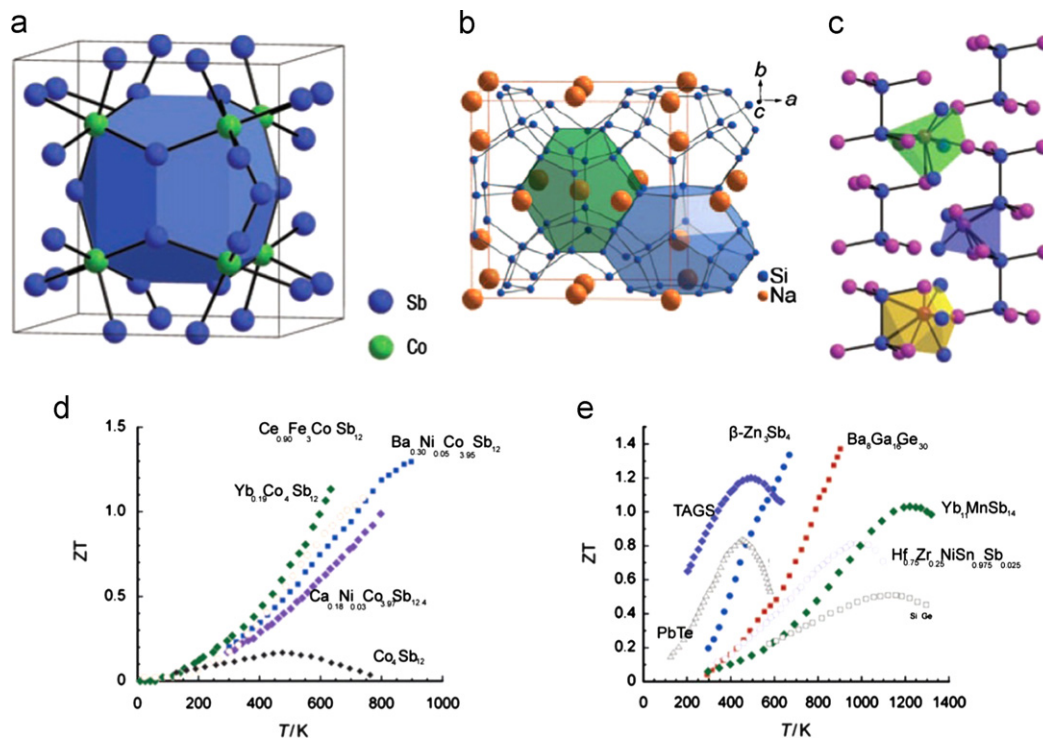 a
Sb
Co
b
b
a
c
Si
Na
c
d
ZT
1.5
1.0
0.5
0
0 200 400 600 800 1000
T/K
Ce0.90Fe3CoSb12
Ba0.30Ni0.05Co3.95Sb12
Yb0.19Co4Sb12
Ca0.18Ni0.03Co3.97Sb12.4
Co4Sb12
e
ZT
1.4
1.2
1.0
0.8
0.6
0.4
0.2
0
0 200 400 600 800 1000 1200 1400
T/K
β-Zn3Sb4
Ba8Ga16Ge30
TAGS
Yb11MnSb14
Hf0.75Zr0.25NiSn0.975Sb0.025
PbTe
SiGe